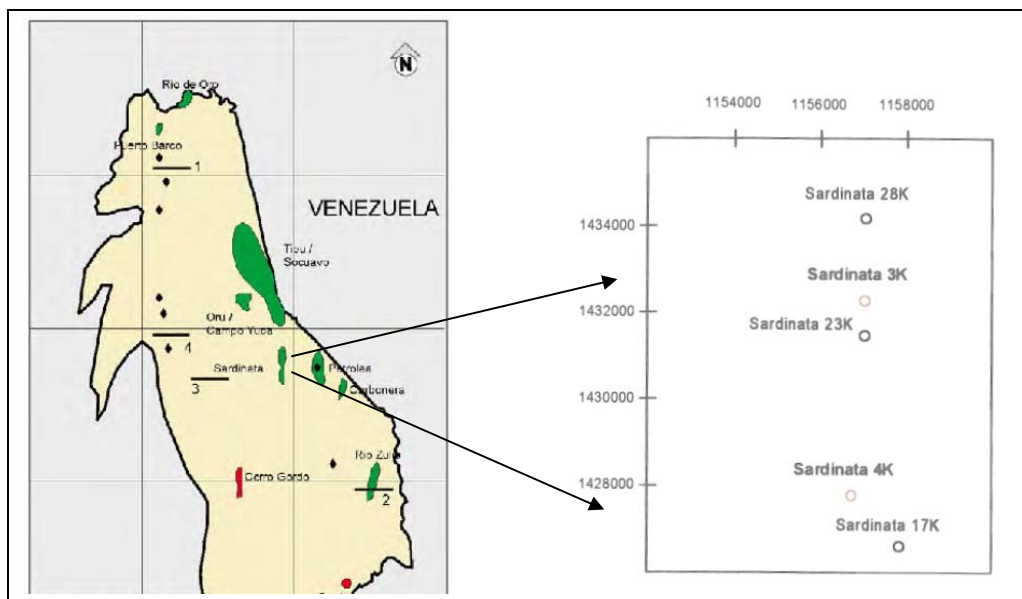 N
Rio de Oro
Puerto Barco
1
VENEZUELA
Tibu /
Socuavo
Oru /
Campo Yuca
4
Sardinata
Petrolea
3
Carbonera
Rio Zulia
Cerro Gordo
2
1154000
1156000
1158000
Sardinata 28K
1434000
Sardinata 3K
1432000
Sardinata 23K
1430000
Sardinata 4K
1428000
Sardinata 17K